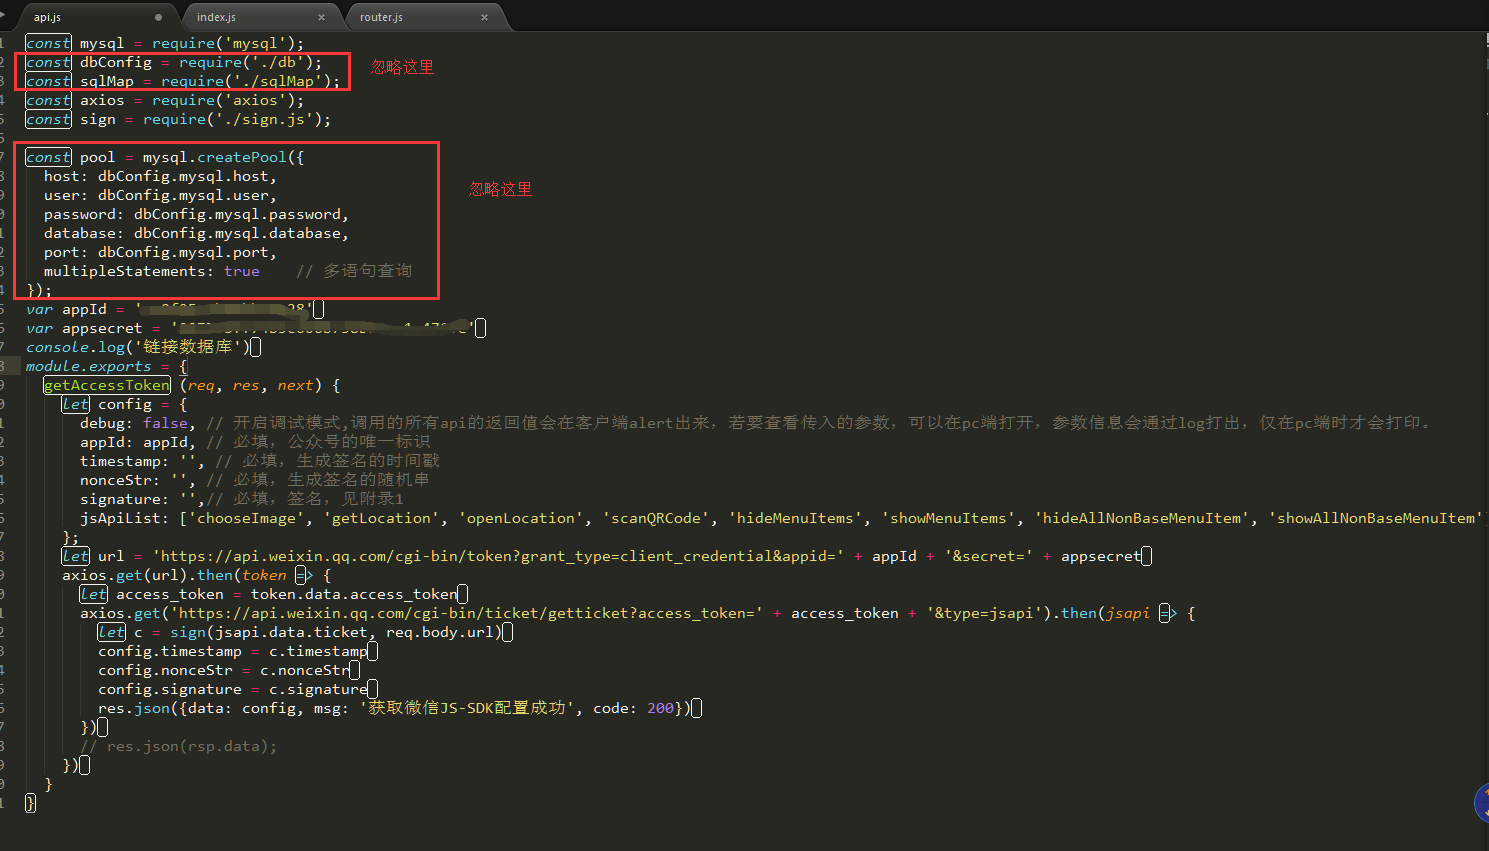 api.js index.js × router.js ×
const mysql = require('mysql');
const dbConfig = require('./db');
忽略这里
const sqlMap = require('./sqlMap');
const axios = require('axios');
const sign = require('./sign.js');
const pool = mysql.createPool({
host: dbConfig.mysql.host,
忽略这里
user: dbConfig.mysql.user,
password: dbConfig.mysql.password,
database: dbConfig.mysql.database,
port: dbConfig.mysql.port,
multipleStatements: true // 多语句查询
});
var appId = '
var appsecret = '
console.log('链接数据库')
module.exports = {
getAccessToken (req, res, next) {
let config = {
debug: false, // 开启调试模式,调用的所有api的返回值会在客户端alert出来，若要查看传入的参数，可以在pc端打开，参数信息会通过log打出，仅在pc端时才会打印。
appId: appId, // 必填，公众号的唯一标识
timestamp: '', // 必填，生成签名的时间戳
nonceStr: '', // 必填，生成签名的随机串
signature: '',// 必填，签名，见附录1
jsApiList: ['chooseImage', 'getLocation', 'openLocation', 'scanQRCode', 'hideMenuItems', 'showMenuItems', 'hideAllNonBaseMenuItem', 'showAllNonBaseMenuItem'
};
let url = 'https://api.weixin.qq.com/cgi-bin/token?grant_type=client_credential&appid=' + appId + '&secret=' + appsecret
axios.get(url).then(token => {
let access_token = token.data.access_token
axios.get('https://api.weixin.qq.com/cgi-bin/ticket/getticket?access_token=' + access_token + '&type=jsapi').then(jsapi => {
let c = sign(jsapi.data.ticket, req.body.url)
config.timestamp = c.timestamp
config.nonceStr = c.nonceStr
config.signature = c.signature
res.json({data: config, msg: '获取微信JS-SDK配置成功', code: 200})
})
// res.json(rsp.data);
})
}
}